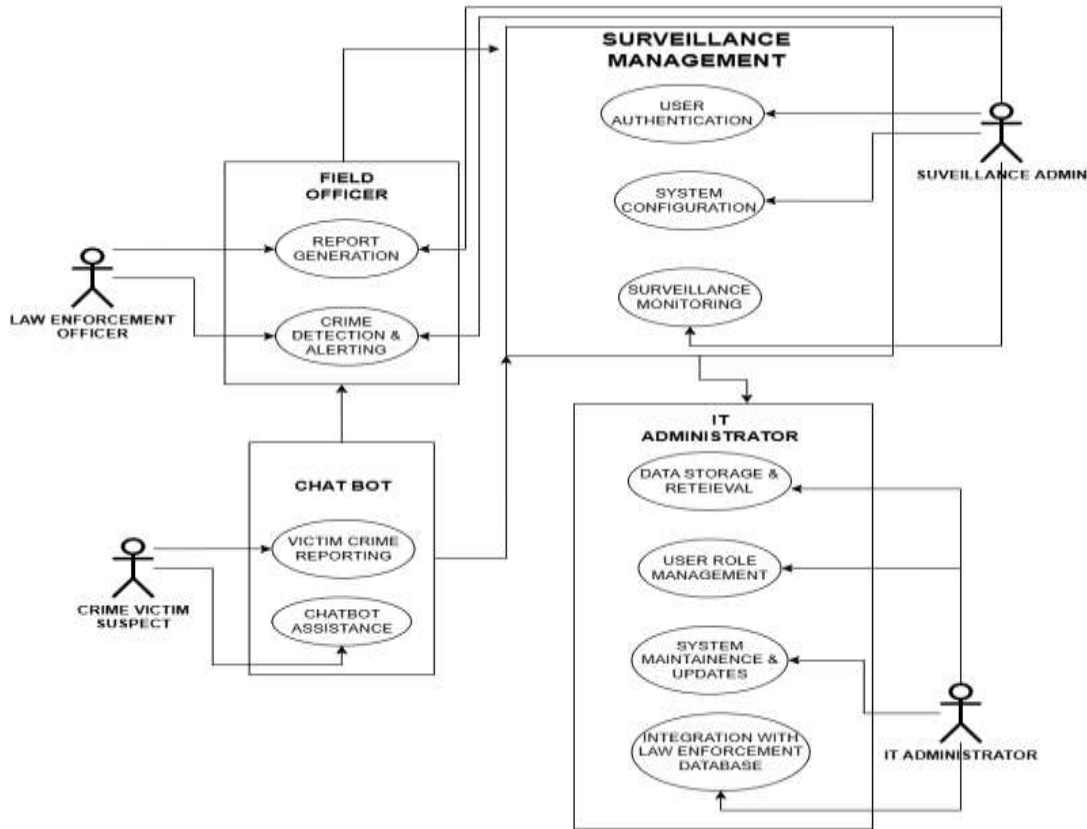 SURVEILLANCE
MANAGEMENT
USER
AUTHENTICATION
SYSTEM
CONFIGURATION
SURVEILLANCE
MONITORING
SUVEILLANCE ADMIN
FIELD
OFFICER
REPORT
GENERATION
CRIME
DETECTION &
ALERTING
LAW ENFORCEMENT
OFFICER
CHAT BOT
VICTIM CRIME
REPORTING
CHATBOT
ASSISTANCE
CRIME VICTIM
SUSPECT
IT
ADMINISTRATOR
DATA STORAGE &
RETEIEVAL
USER ROLE
MANAGEMENT
SYSTEM
MAINTAINENCE &
UPDATES
INTEGRATION WITH
LAW ENFORCEMENT
DATABASE
IT ADMINISTRATOR